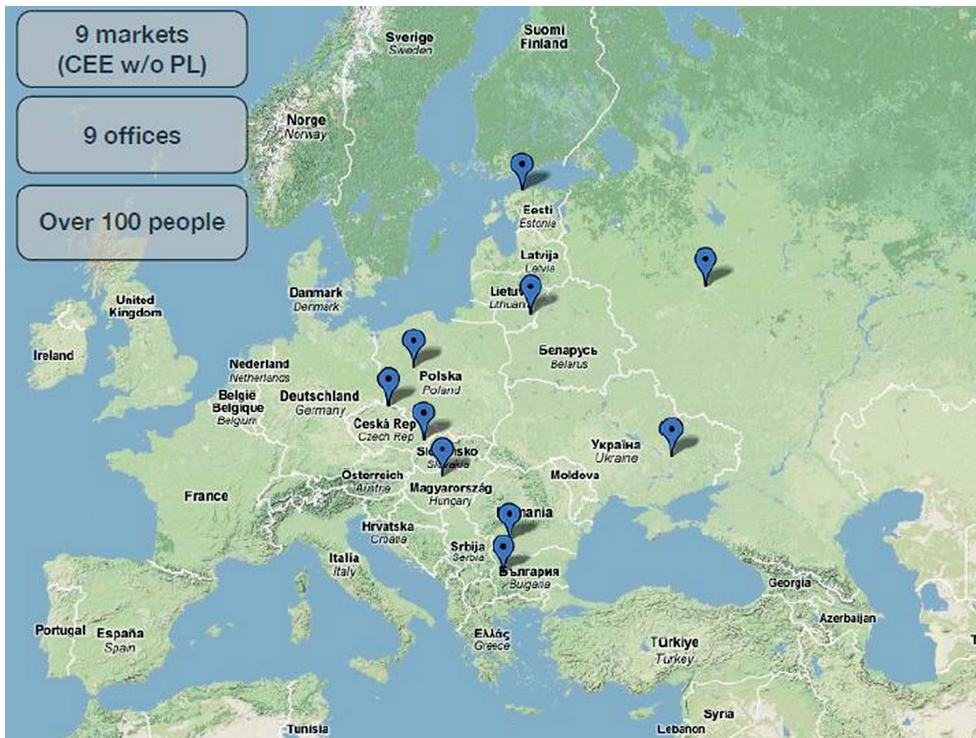 9 markets
(CEE w/o PL)
9 offices
Over 100 people
Sverige
Sweden
Suomi
Finland
Norge
Norway
Eesti
Estonia
Latvija
Latvia
Danmark
Denmark
United
Kingdom
Ireland
Беларусь
Belarus
Nederland
Netherlands
Polska
Poland
België
Belgique
Belgium
Deutschland
Germany
Česká Rep
Czech Rep
Україна
Ukraine
Österreich
Austria
Magyarország
Hungary
Moldova
France
Hrvatska
Croatia
Srbija
Serbia
Italia
Italy
България
Bulgaria
Georgia
Azerbaijan
Portugal
España
Spain
Ελλάς
Greece
Türkiye
Turkey
Syria
Lebanon
Tunisia